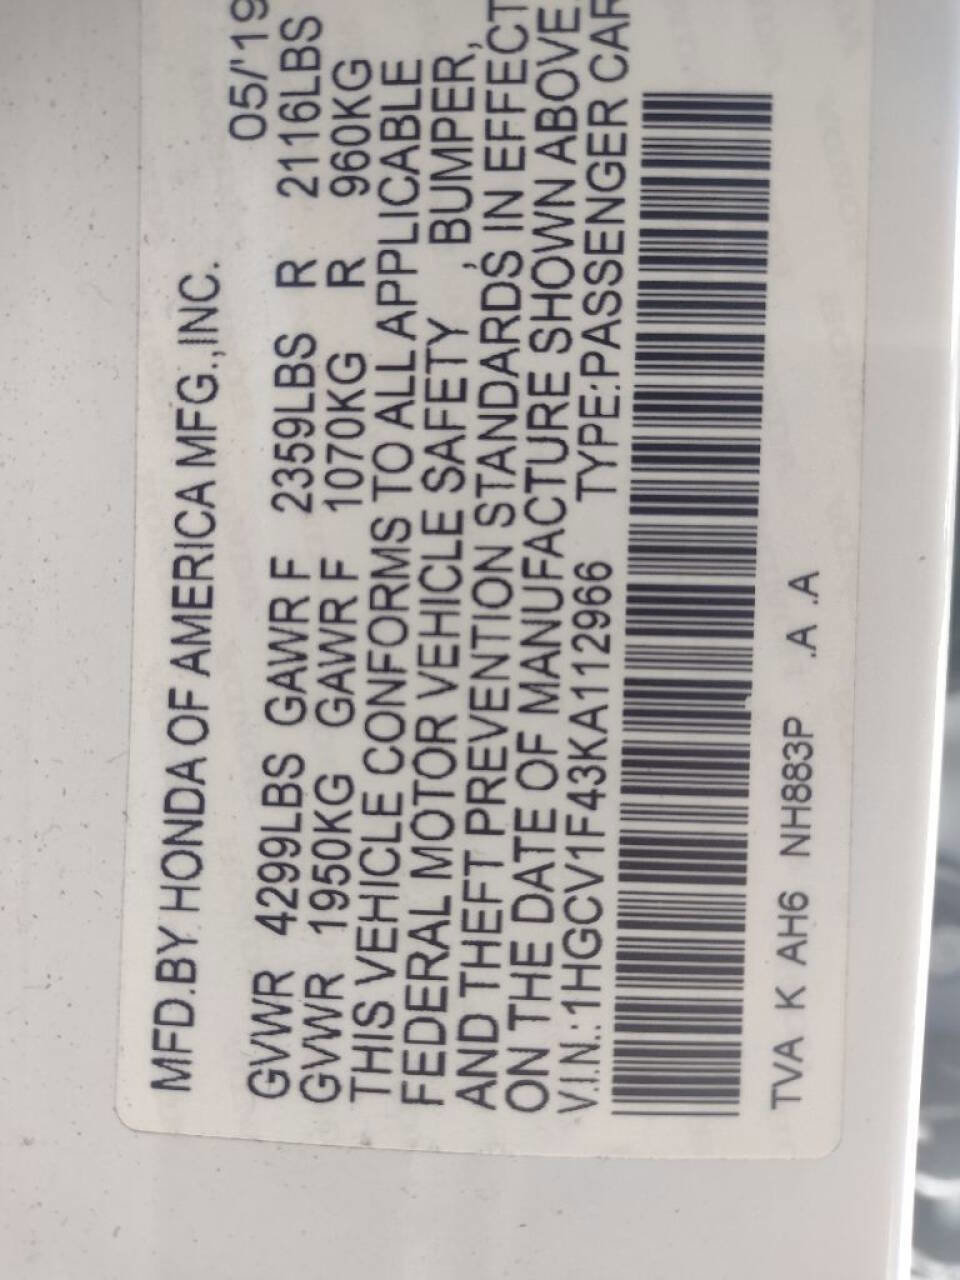 MFD.BY HONDA OF AMERICA MFG.,INC.
05/'19
GVWR 4299LBS GAWR F 2359LBS R 2116LBS
GVWR 1950KG GAWR F 1070KG R 960KG
THIS VEHICLE CONFORMS TO ALL APPLICABLE
FEDERAL MOTOR VEHICLE SAFETY , BUMPER,
AND THEFT PREVENTION STANDARDS IN EFFECT
ON THE DATE OF MANUFACTURE SHOWN ABOVE.
V.I.N.:1HGCV1F43KA112966 TYPE:PASSENGER CAR
TVA K AH6 NH883P .A .A